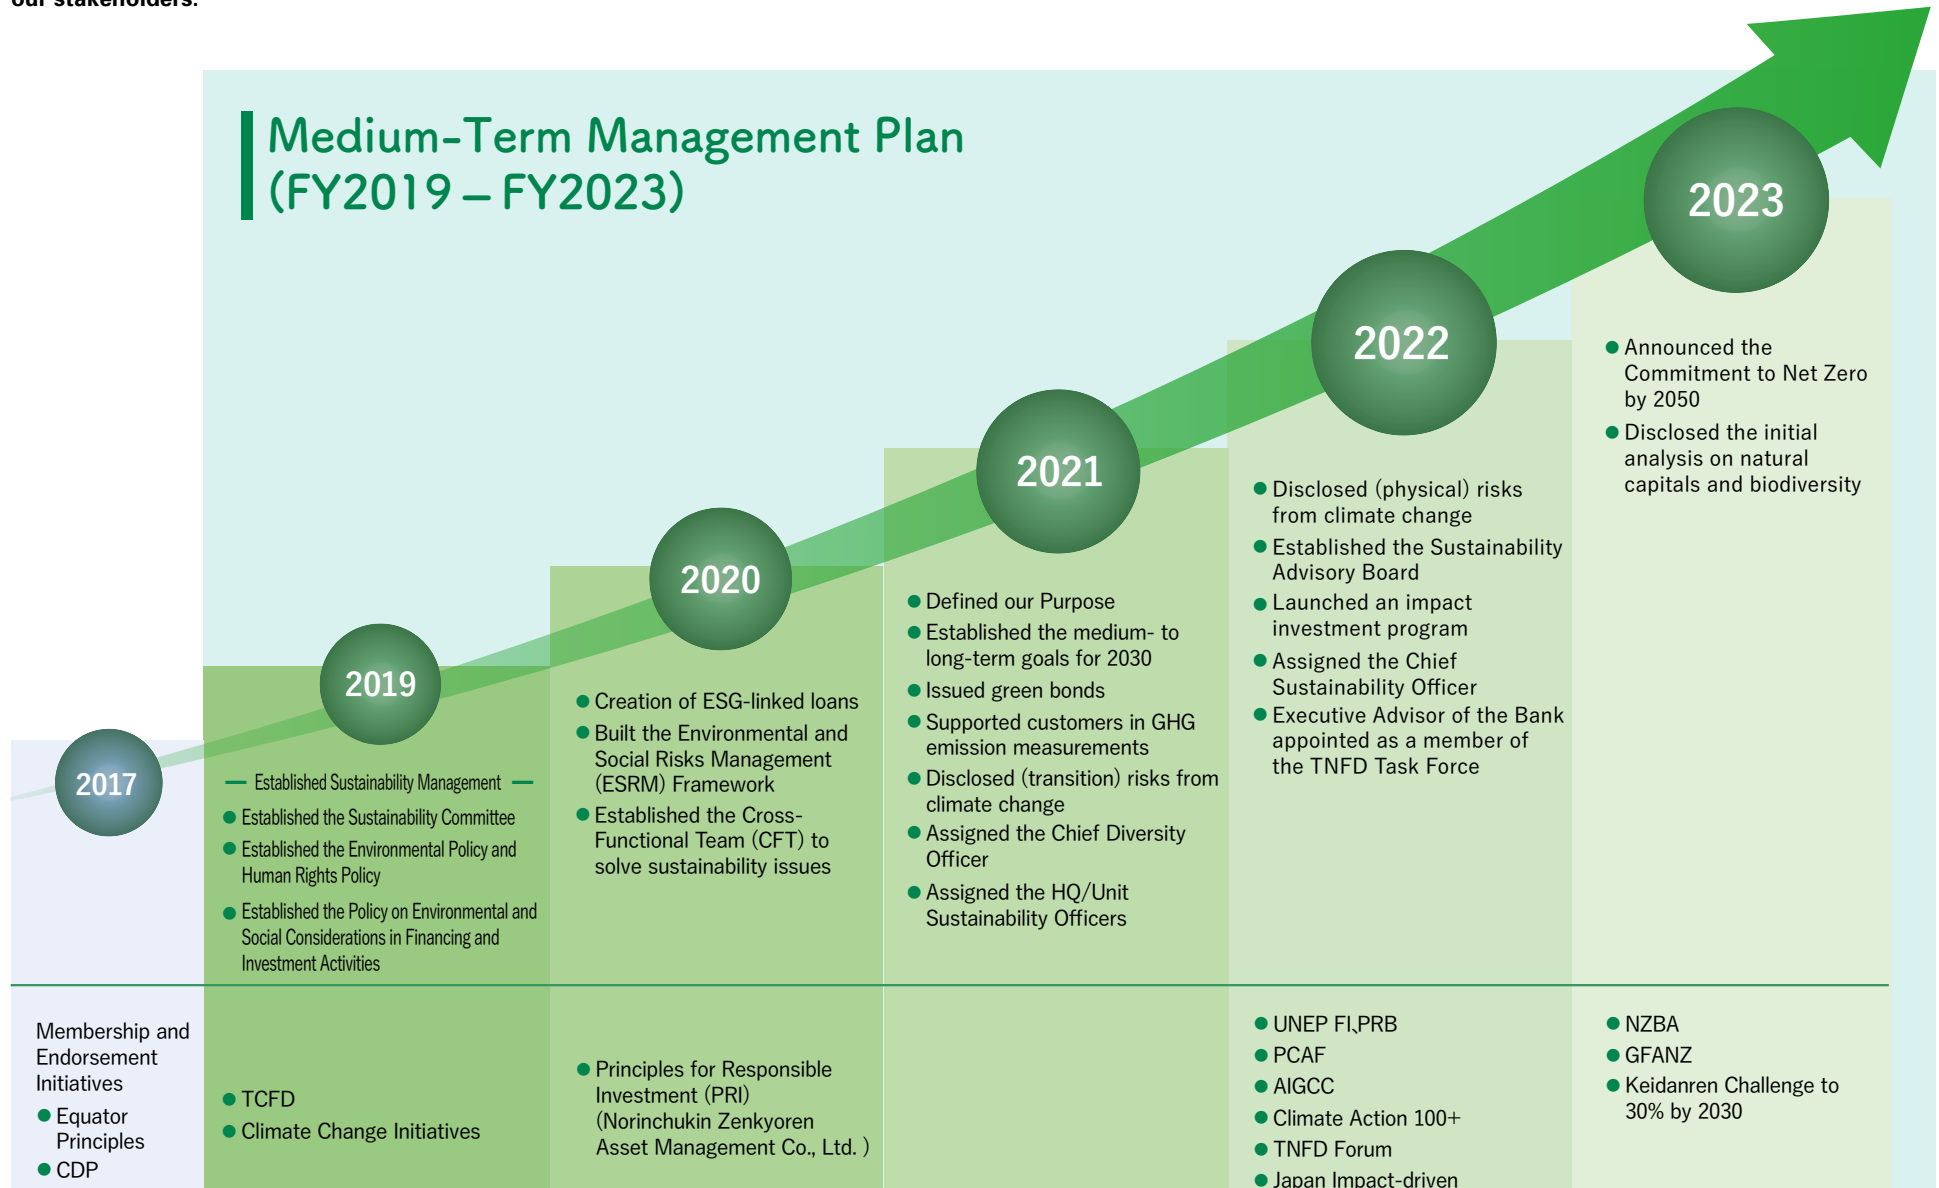 our stakeholders.
Medium-Term Management Plan
(FY2019 – FY2023)
2017
2019
2020
2021
2022
2023
— Established Sustainability Management —
● Established the Sustainability Committee
● Established the Environmental Policy and
Human Rights Policy
● Established the Policy on Environmental and
Social Considerations in Financing and
Investment Activities
● Creation of ESG-linked loans
● Built the Environmental and
Social Risks Management
(ESRM) Framework
● Established the Cross-
Functional Team (CFT) to
solve sustainability issues
● Defined our Purpose
● Established the medium- to
long-term goals for 2030
● Issued green bonds
● Supported customers in GHG
emission measurements
● Disclosed (transition) risks from
climate change
● Assigned the Chief Diversity
Officer
● Assigned the HQ/Unit
Sustainability Officers
● Disclosed (physical) risks
from climate change
● Established the Sustainability
Advisory Board
● Launched an impact
investment program
● Assigned the Chief
Sustainability Officer
● Executive Advisor of the Bank
appointed as a member of
the TNFD Task Force
● Announced the
Commitment to Net Zero
by 2050
● Disclosed the initial
analysis on natural
capitals and biodiversity
Membership and
Endorsement
Initiatives
● Equator
Principles
● CDP
● TCFD
● Climate Change Initiatives
● Principles for Responsible
Investment (PRI)
(Norinchukin Zenkyoren
Asset Management Co., Ltd. )
● UNEP FI、PRB
● PCAF
● AIGCC
● Climate Action 100+
● TNFD Forum
● Japan Impact-driven
● NZBA
● GFANZ
● Keidanren Challenge to
30% by 2030